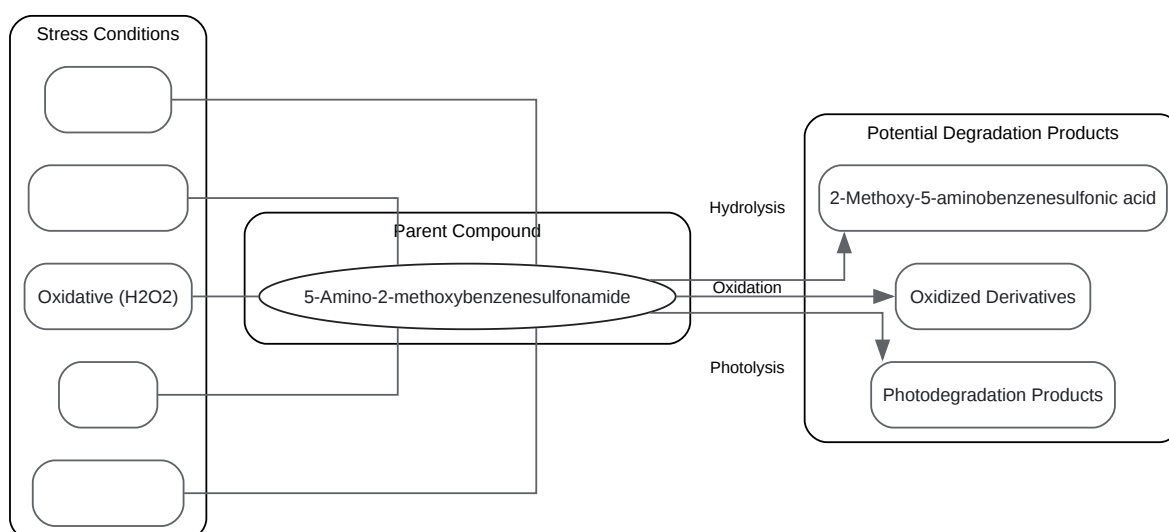 Stress Conditions
Potential Degradation Products
2-Methoxy-5-aminobenzenesulfonic acid
Hydrolysis
Parent Compound
Oxidative (H2O2)
5-Amino-2-methoxybenzenesulfonamide
Oxidation
Oxidized Derivatives
Photolysis
Photodegradation Products